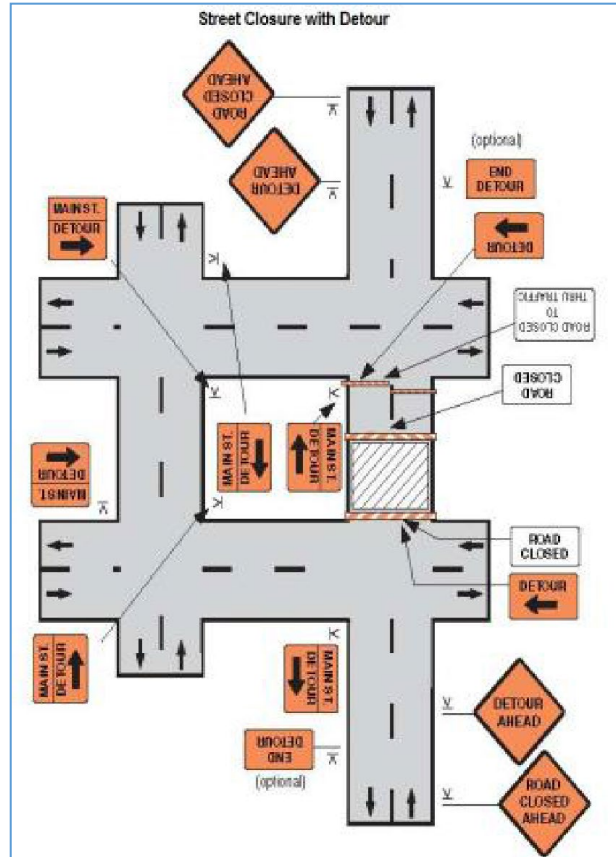 Street Closure with Detour
ROAD
CLOSED
AHEAD
DETOUR
AHEAD
(optional)
END
DETOUR
MAIN ST.
DETOUR
DETOUR
ROAD CLOSED
TO
THRU TRAFFIC
ROAD
CLOSED
MAIN ST.
DETOUR
MAIN ST.
DETOUR
MAIN ST.
DETOUR
ROAD
CLOSED
DETOUR
MAIN ST.
DETOUR
MAIN ST.
DETOUR
DETOUR
AHEAD
END
DETOUR
(optional)
ROAD
CLOSED
AHEAD